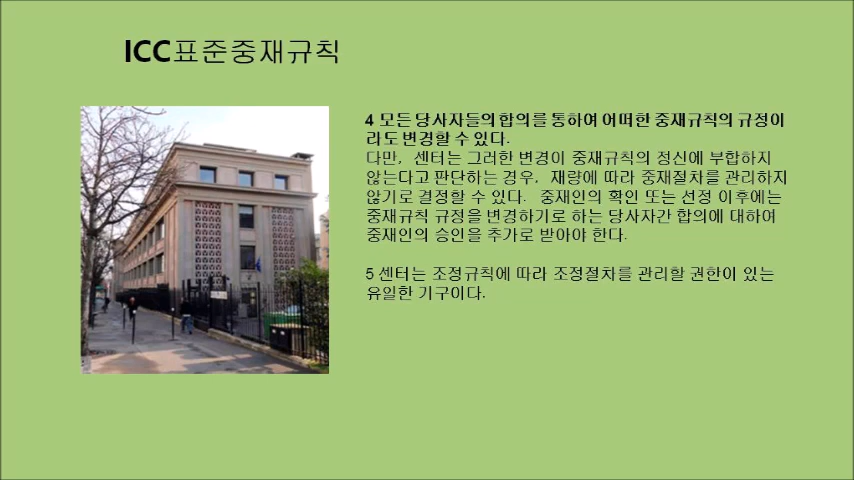 ICC표준중재규칙
4 모든 당사자들의 합의를 통하여 어떠한 중재규칙의 규정이
라도 변경할 수 있다.
다만, 센터는 그러한 변경이 중재규칙의 정신에 부합하지
않는다고 판단하는 경우, 재량에 따라 중재절차를 관리하지
않기로 결정할 수 있다. 중재인의 확인 또는 선정 이후에는
중재규칙 규정을 변경하기로 하는 당사자간 합의에 대하여
중재인의 승인을 추가로 받아야 한다.
5 센터는 조정규칙에 따라 조정절차를 관리할 권한이 있는
유일한 기구이다.